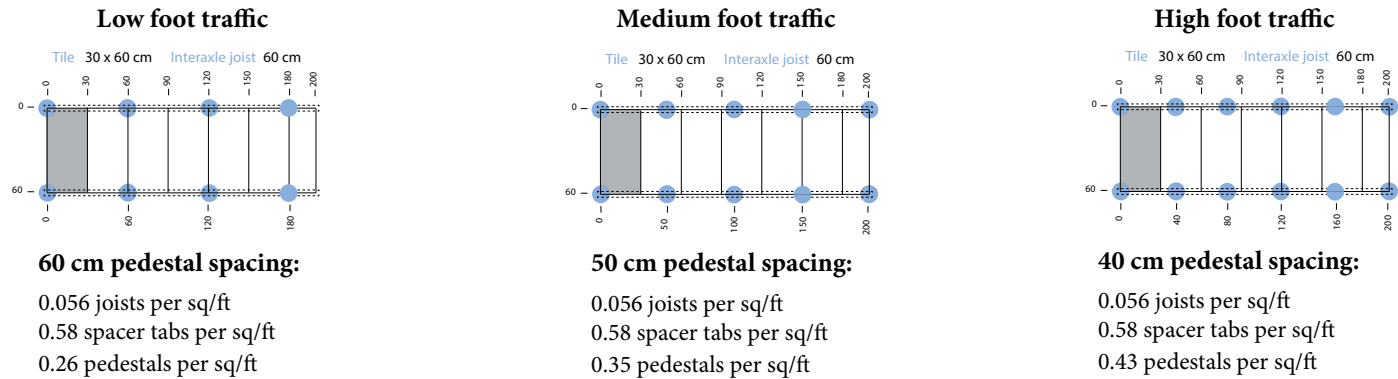 Low foot traffic
Tile 30 x 60 cm Interaxle joist 60 cm
0 30 60 90 120 150 180 200
0
60
0 60 120 180
60 cm pedestal spacing:
0.056 joists per sq/ft
0.58 spacer tabs per sq/ft
0.26 pedestals per sq/ft
Medium foot traffic
Tile 30 x 60 cm Interaxle joist 60 cm
0 30 60 90 120 150 180 200
0
60
0 50 100 150 200
50 cm pedestal spacing:
0.056 joists per sq/ft
0.58 spacer tabs per sq/ft
0.35 pedestals per sq/ft
High foot traffic
Tile 30 x 60 cm Interaxle joist 60 cm
0 30 60 90 120 150 180 200
0
60
0 40 80 120 160 200
40 cm pedestal spacing:
0.056 joists per sq/ft
0.58 spacer tabs per sq/ft
0.43 pedestals per sq/ft